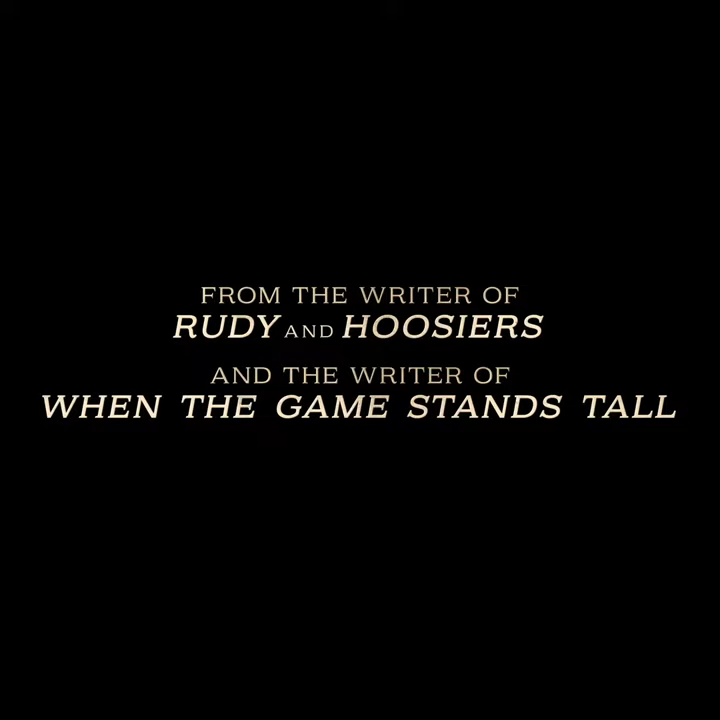 FROM THE WRITER OF
RUDY AND HOOSIERS
AND THE WRITER OF
WHEN THE GAME STANDS TALL